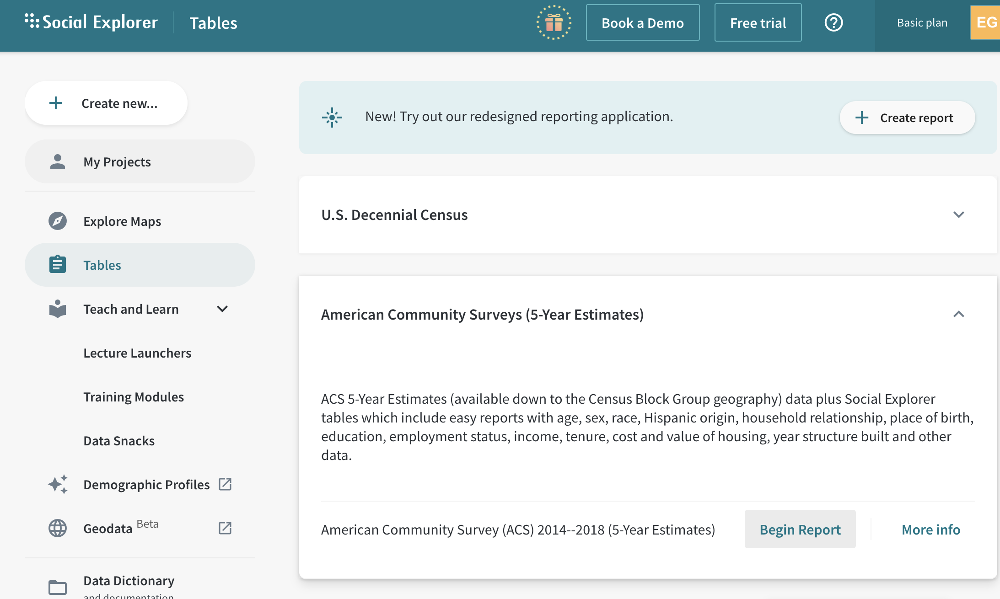 Social Explorer
Tables
Book a Demo
Free trial
?
Basic plan
EG
Create new...
My Projects
Explore Maps
Tables
Teach and Learn
Lecture Launchers
Training Modules
Data Snacks
Demographic Profiles
Geodata Beta
Data Dictionary
and documentation
New! Try out our redesigned reporting application.
Create report
U.S. Decennial Census
American Community Surveys (5-Year Estimates)
ACS 5-Year Estimates (available down to the Census Block Group geography) data plus Social Explorer
tables which include easy reports with age, sex, race, Hispanic origin, household relationship, place of birth,
education, employment status, income, tenure, cost and value of housing, year structure built and other
data.
American Community Survey (ACS) 2014--2018 (5-Year Estimates)
Begin Report
More info